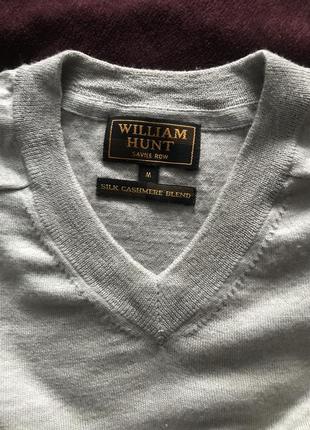 WILLIAM
HUNT
SAVILE ROW
M
SILK CASHMERE BLEND